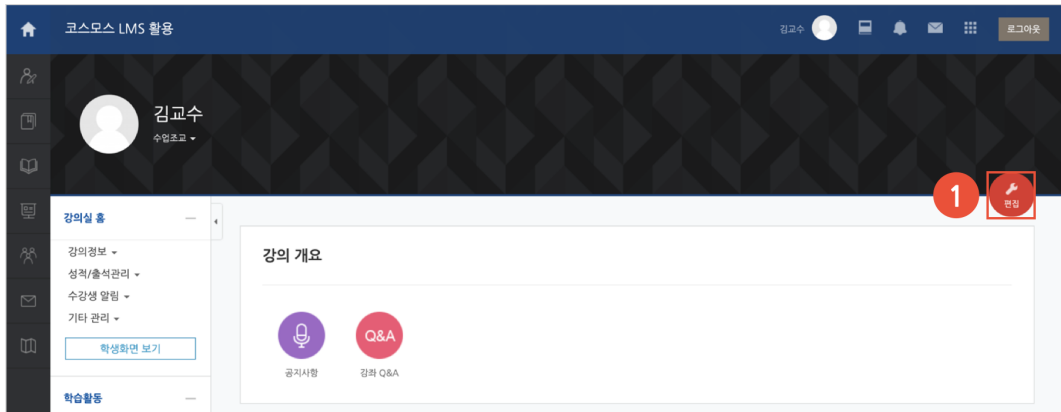 코스모스 LMS 활용
김교수
로그아웃
김교수
수업조교
1
편집
강의실 홈
강의정보
성적/출석관리
수강생 알림
기타 관리
학생화면 보기
학습활동
강의 개요
Q&A
공지사항
강좌 Q&A